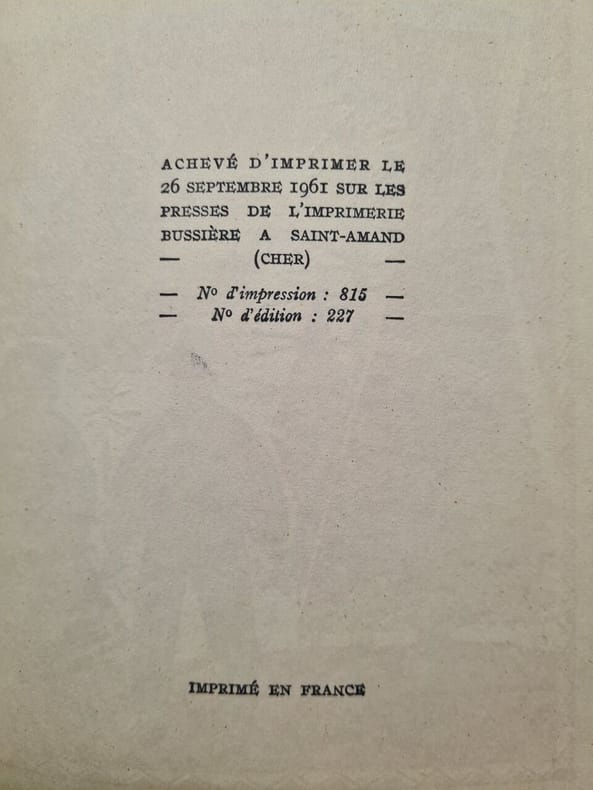 ACHEVÉ D'IMPRIMER LE
26 SEPTEMBRE 1961 SUR LES
PRESSES DE L'IMPRIMERIE
BUSSIÈRE A SAINT-AMAND
— (CHER) —
— Nº d'impression : 815 —
— Nº d'édition : 227 —
IMPRIMÉ EN FRANCE